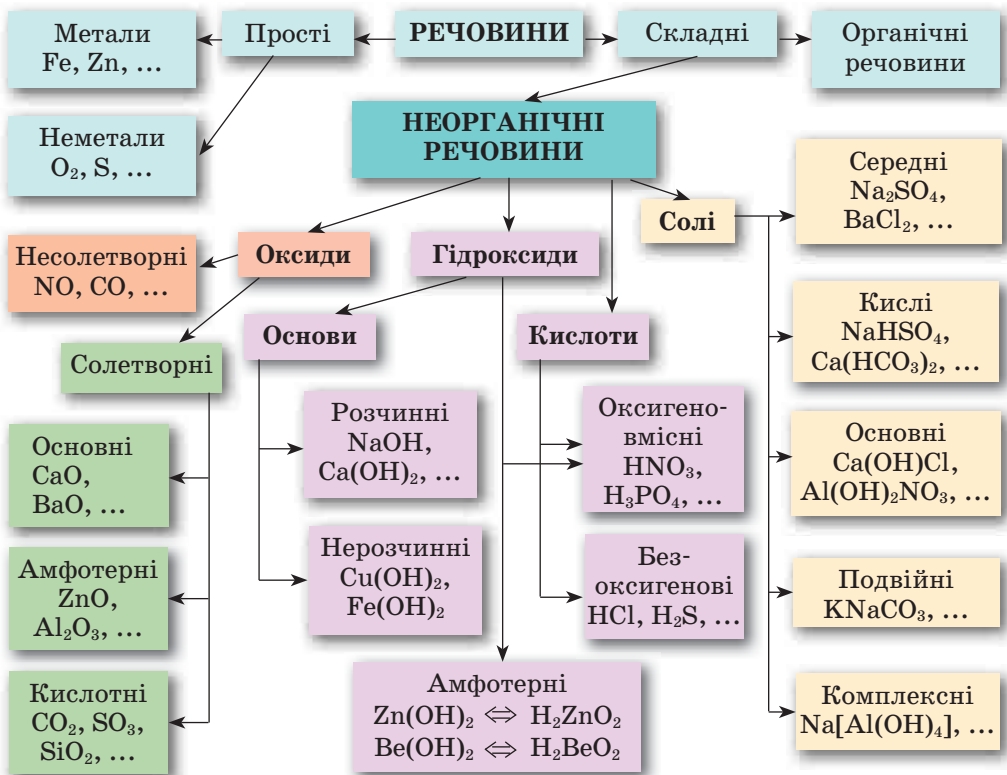 Метали
Fe, Zn, ...
Прості
РЕЧОВИНИ
Складні
Органічні
речовини
Неметали
O₂, S, ...
НЕОРГАНІЧНІ
РЕЧОВИНИ
Несолетворні
NO, CO, ...
Оксиди
Гідроксиди
Солі
Середні
Na₂SO₄,
BaCl₂, ...
Солетворні
Основи
Кислоти
Кислі
NaHSO₄,
Ca(HCO₃)₂, ...
Основні
CaO,
BaO, ...
Розчинні
NaOH,
Ca(OH)₂, ...
Оксигено-
вмісні
HNO₃,
H₃PO₄, ...
Основні
Ca(OH)Cl,
Al(OH)₂NO₃, ...
Амфотерні
ZnO,
Al₂O₃, ...
Нерозчинні
Cu(OH)₂,
Fe(OH)₂
Без-
оксигенові
HCl, H₂S, ...
Подвійні
KNaCO₃, ...
Кислотні
CO₂, SO₃,
SiO₂, ...
Амфотерні
Zn(OH)₂ ⇔ H₂ZnO₂
Be(OH)₂ ⇔ H₂BeO₂
Комплексні
Na[Al(OH)₄], ...